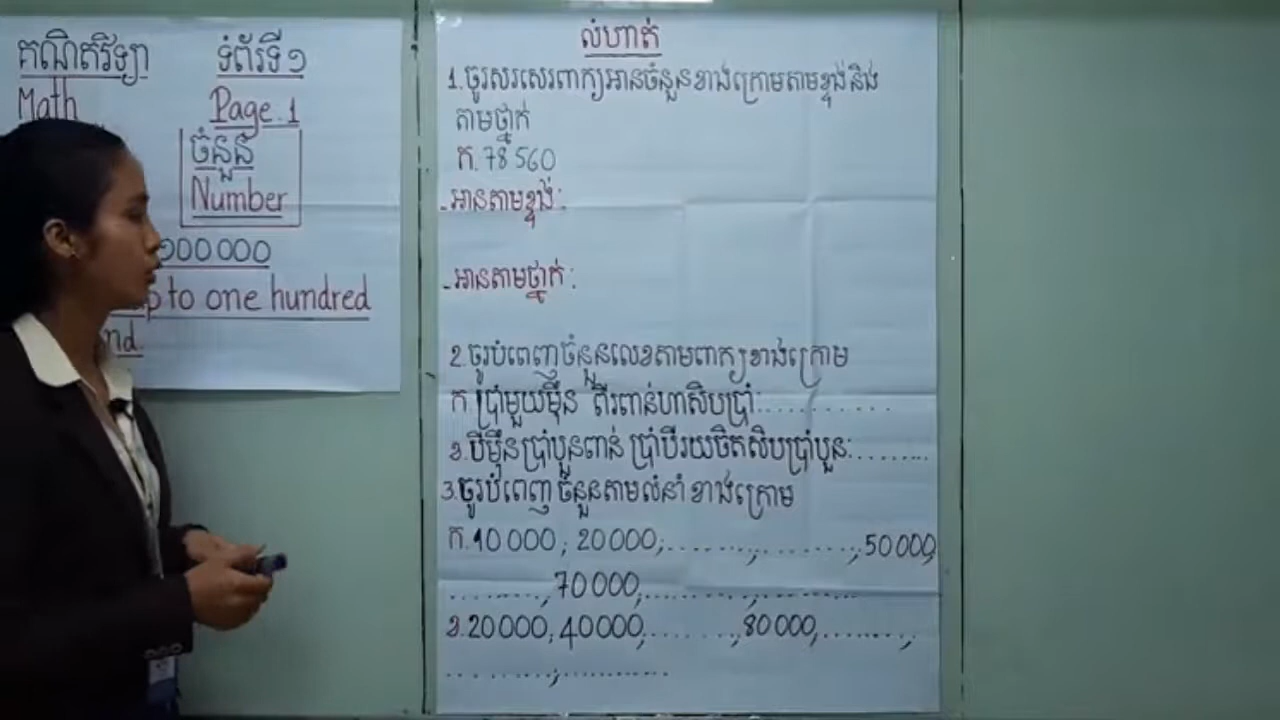 គណិតវិទ្យា
Math
ទំព័រទី១
Page.1
ចំនួន
Number
១00 000
up to one hundred
nd.
លំហាត់
1.ចូរសរសេរពាក្យអានចំនួនខាងក្រោមតាមខ្ទង់ និង
តាមថ្នាក់
ក.78 560
-អានតាមខ្ទង់:
-អានតាមថ្នាក់:
2.ចូរបំពេញចំនួនលេខតាមពាក្យខាងក្រោម
ក.ប្រាំមួយម៉ឺន ពីរពាន់ហាសិបប្រាំ:..........
ខ.បីម៉ឺនប្រាំបួនពាន់ ប្រាំបីរយចិតសិបប្រាំបួន:.........
3.ចូរបំពេញ ចំនួនតាមលំនាំ ខាងក្រោម
ក.10 000; 20 000;.........;.........;50 000;
........;70 000;..........;..........
ខ.20 000; 40 000;........;80 000;........;
..........;..........